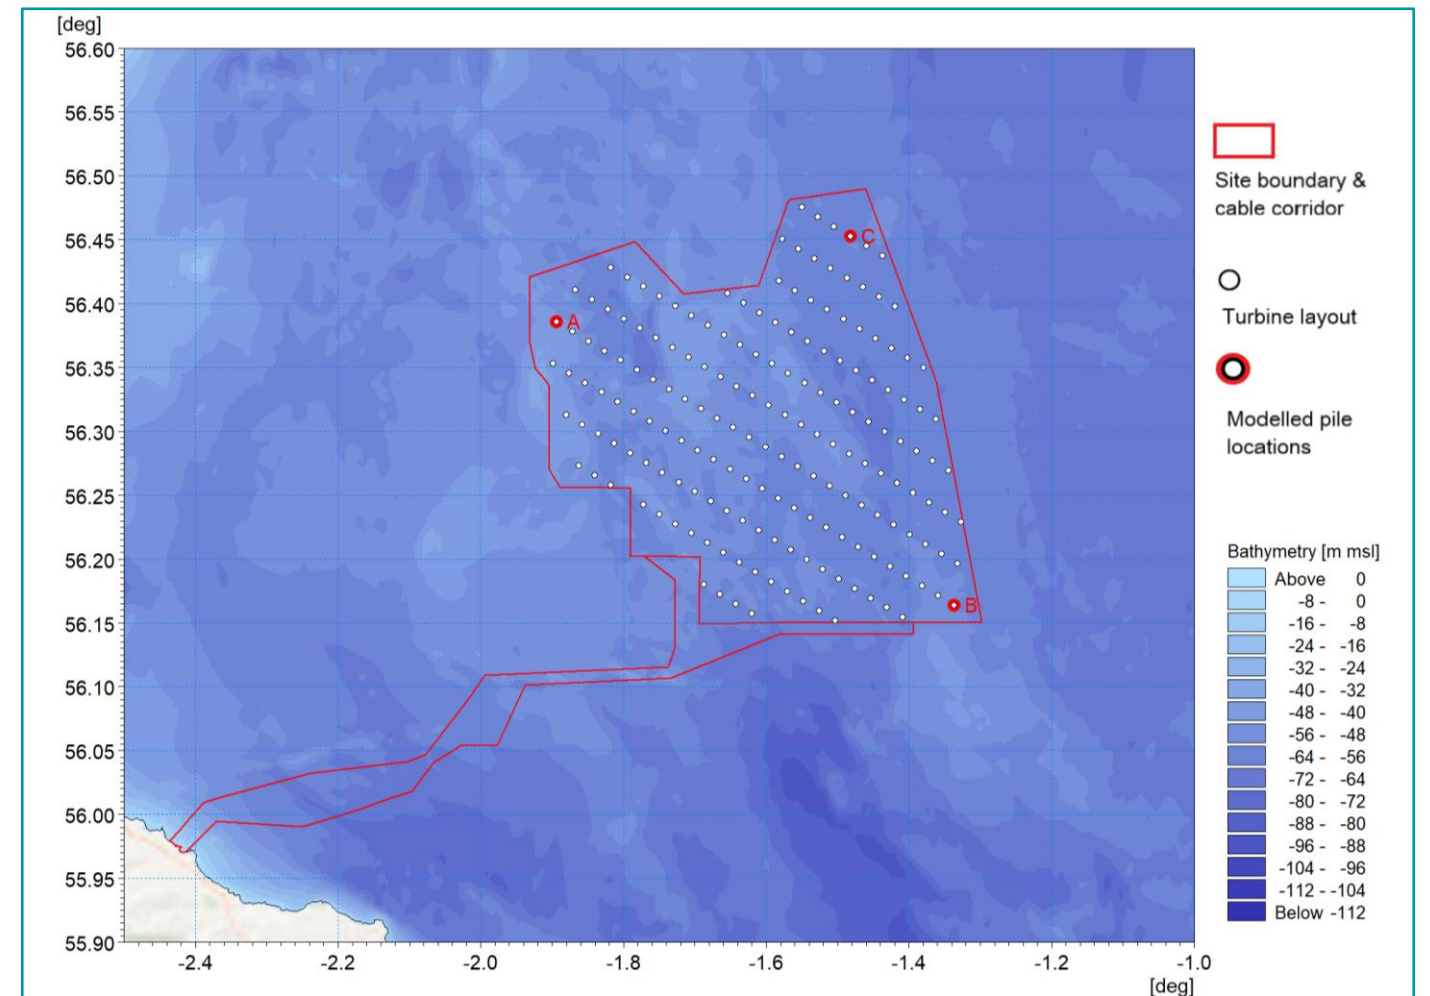 [deg]
56.60
56.55
56.50
56.45
56.40
56.35
56.30
56.25
56.20
56.15
56.10
56.05
56.00
55.95
55.90
-2.4 -2.2 -2.0 -1.8 -1.6 -1.4 -1.2 -1.0
[deg]
A
B
C
Site boundary &
cable corridor
Turbine layout
Modelled pile
locations
Bathymetry [m msl]
Above 0
-8 - 0
-16 - -8
-24 - -16
-32 - -24
-40 - -32
-48 - -40
-56 - -48
-64 - -56
-72 - -64
-80 - -72
-88 - -80
-96 - -88
-104 - -96
-112 - -104
Below -112